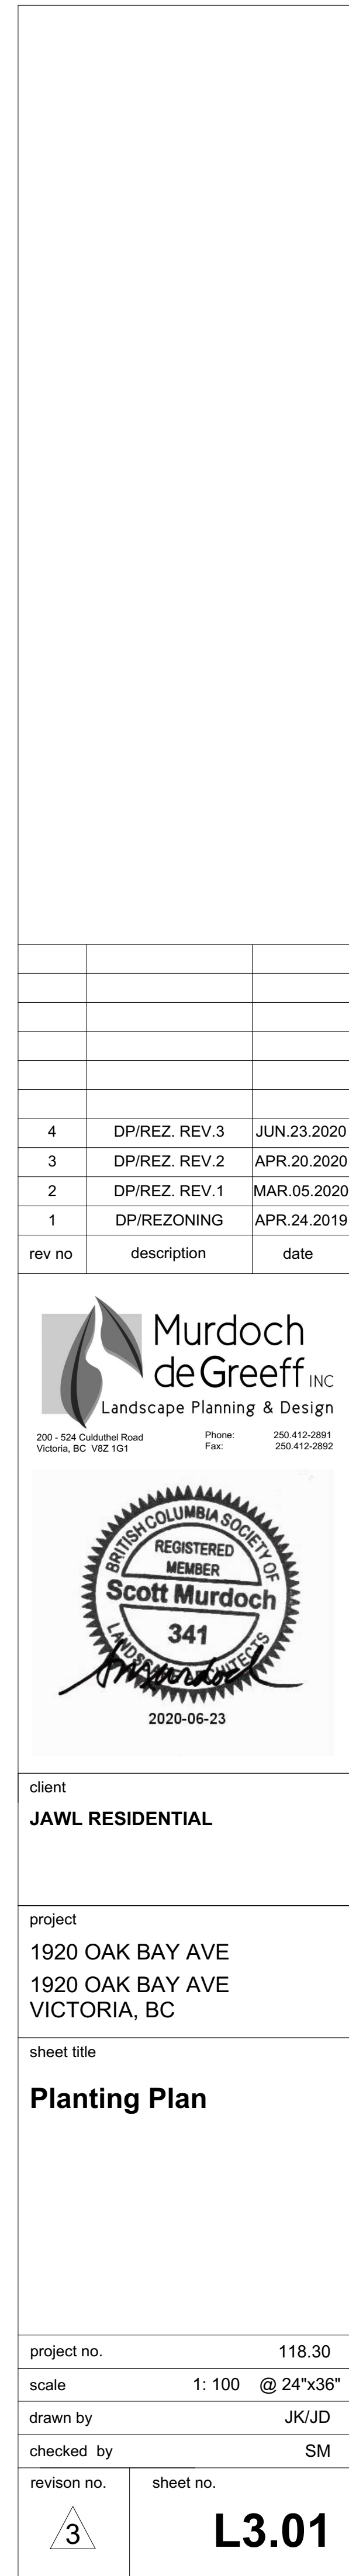 4 DP/REZ. REV.3 JUN.23.2020
3 DP/REZ. REV.2 APR.20.2020
2 DP/REZ. REV.1 MAR.05.2020
1 DP/REZONING APR.24.2019
rev no description date
Murdoch
deGreeff INC
Landscape Planning & Design
200 - 524 Culduthel Road Phone: 250.412-2891
Victoria, BC V8Z 1G1 Fax: 250.412-2892
BRITISH COLUMBIA SOCIETY OF
REGISTERED
MEMBER
Scott Murdoch
341
LANDSCAPE ARCHITECTS
2020-06-23
client
JAWL RESIDENTIAL
project
1920 OAK BAY AVE
1920 OAK BAY AVE
VICTORIA, BC
sheet title
Planting Plan
project no. 118.30
scale 1: 100 @ 24"x36"
drawn by JK/JD
checked by SM
revison no. sheet no.
3 L3.01